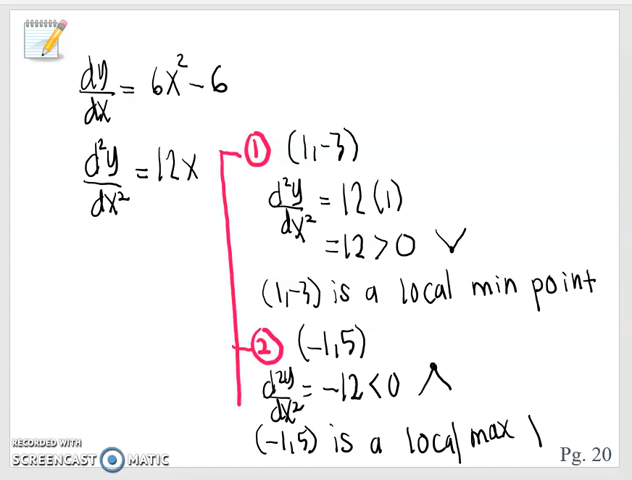 dy/dx = 6x² - 6
d²y/dx² = 12x
① (1,-3)
d²y/dx² = 12(1)
= 12 > 0 ∨
(1,-3) is a local min point
② (-1,5)
d²y/dx² = -12 < 0 ∧
(-1,5) is a local max
RECORDED WITH
SCREENCAST MATIC
Pg. 20